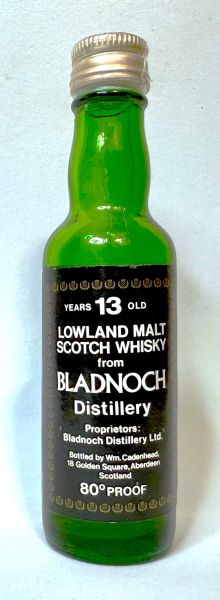 YEARS 13 OLD
LOWLAND MALT
SCOTCH WHISKY
from
BLADNOCH
Distillery
Proprietors:
Bladnoch Distillery Ltd.
Bottled by Wm. Cadenhead,
18 Golden Square, Aberdeen
Scotland
80º PROOF